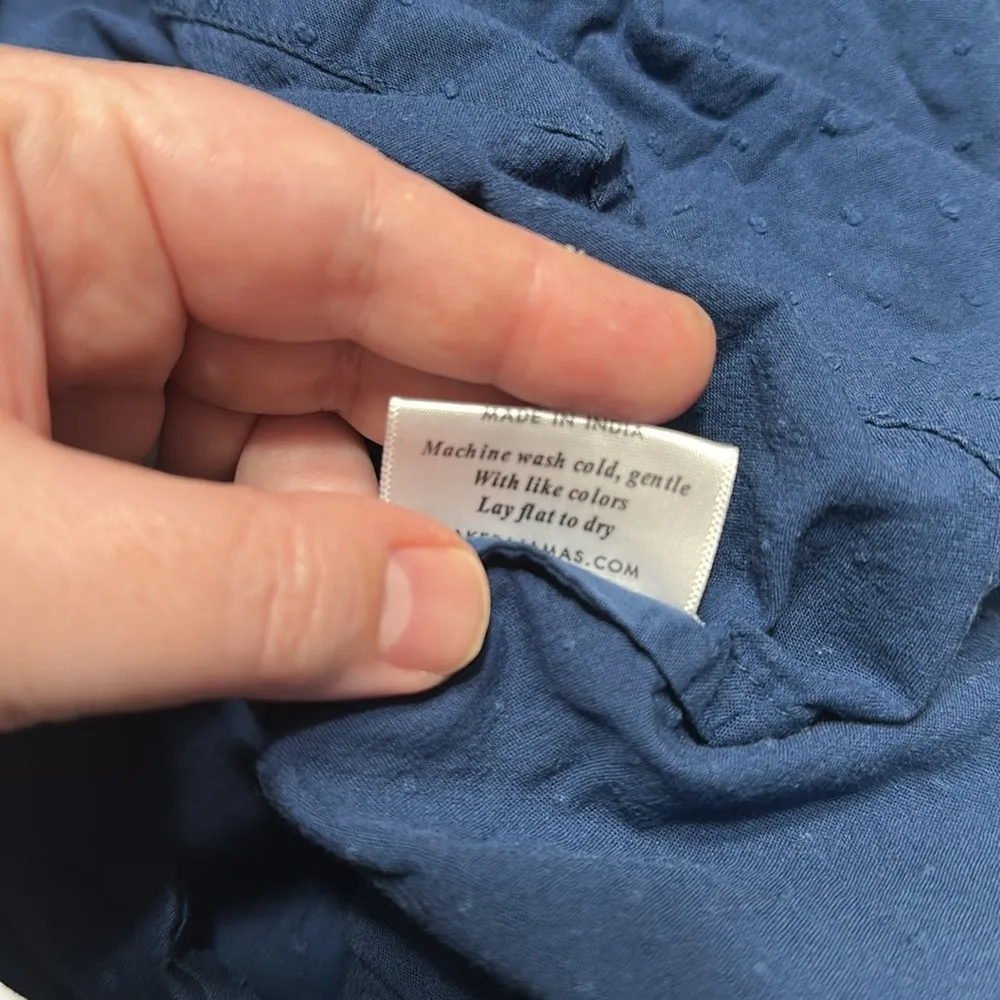 MADE IN INDIA
Machine wash cold, gentle
With like colors
Lay flat to dry